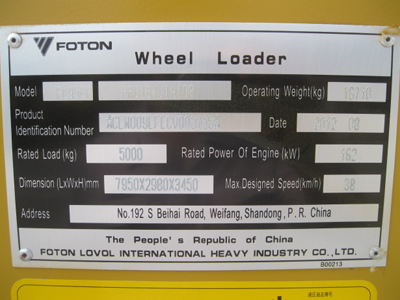 FOTON
Wheel Loader
Model Operating Weight(kg)
Product
Identification Number Date 2012
Rated Load(kg) 5000 Rated Power Of Engine(kW) 162
Dimension (LxWxH)mm 7950X2980X3450 Max.Designed Speed(km/h) 38
Address No.192 S Beihai Road, Weifang, Shandong, P. R. China
The People's Republic of China
FOTON LOVOL INTERNATIONAL HEAVY INDUSTRY CO., LTD.
B00213